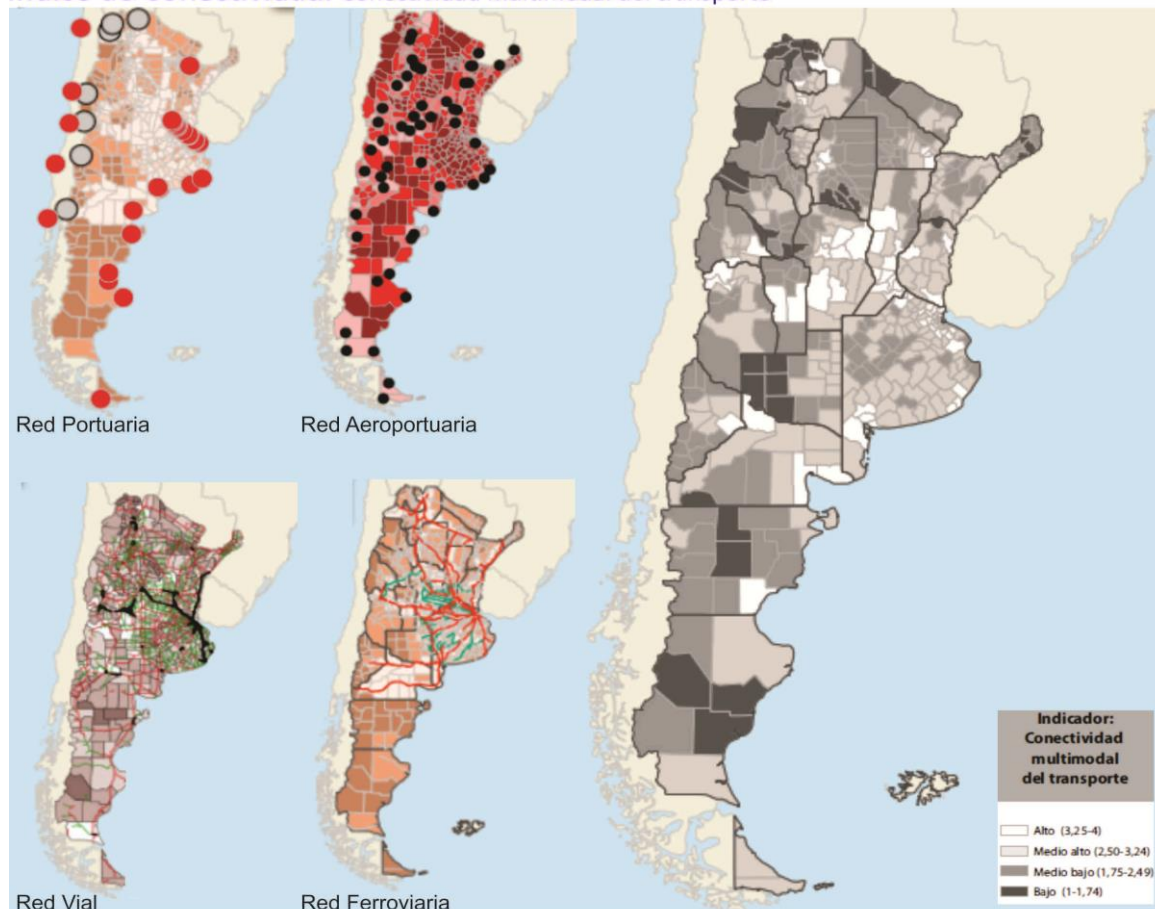 Red Portuaria
Red Aeroportuaria
Red Vial
Red Ferroviaria
Indicador:
Conectividad
multimodal
del transporte
Alto (3,25-4)
Medio alto (2,50-3,24)
Medio bajo (1,75-2,49)
Bajo (1-1,74)